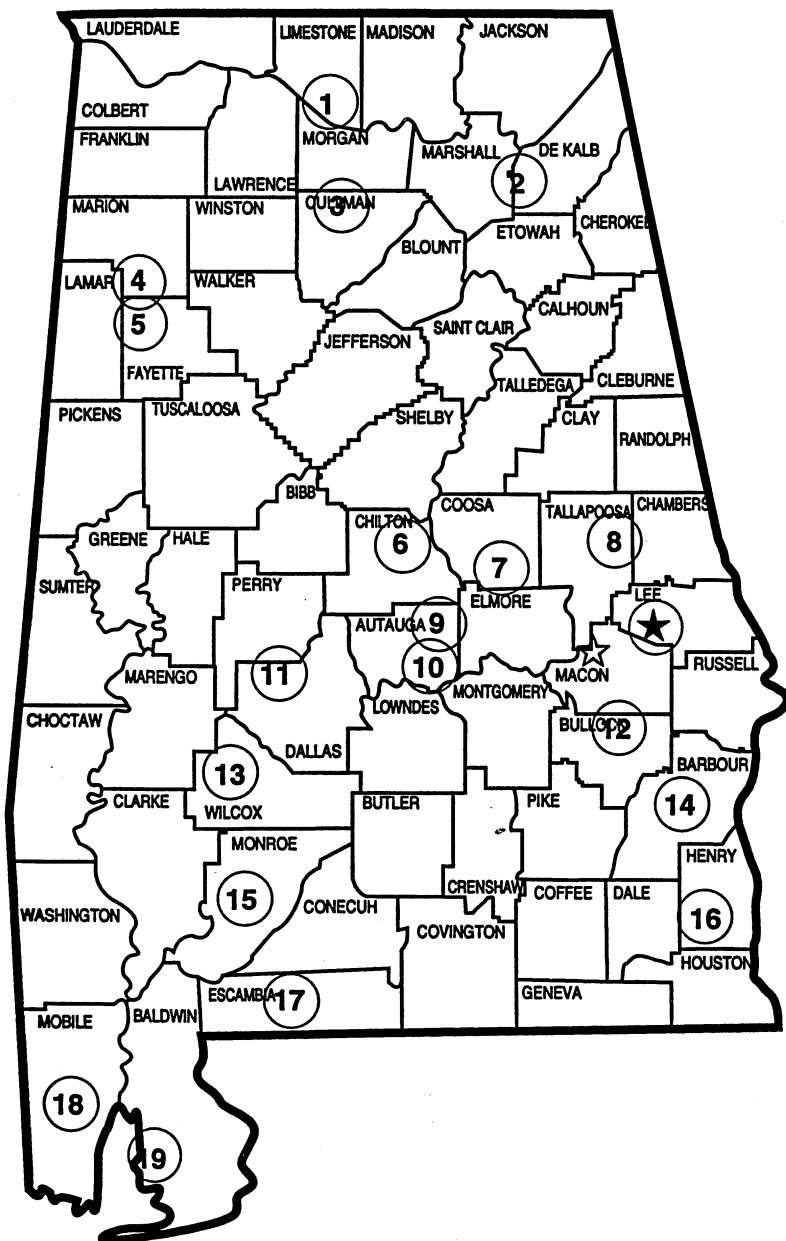 LAUDERDALE LIMESTONE MADISON JACKSON
COLBERT 1
FRANKLIN MORGAN MARSHALL DE KALB
LAWRENCE 2
MARION WINSTON CULLMAN 3 CHEROKEE
BLOUNT ETOWAH
LAMAR 4 WALKER
5 JEFFERSON SAINT CLAIR CALHOUN
FAYETTE TALLEDEGA CLEBURNE
PICKENS TUSCALOOSA SHELBY CLAY
RANDOLPH
BIBB COOSA TALLAPOOSA CHAMBERS
GREENE HALE CHILTON
6 7 8
SUMTER PERRY ELMORE LEE
AUTAUGA 9
10
MARENGO 11 MACON RUSSELL
CHOCTAW LOWNDES MONTGOMERY
BULLOCK 12
DALLAS BARBOUR
13
CLARKE WILCOX BUTLER PIKE 14
MONROE HENRY
15 CRENSHAW COFFEE DALE
WASHINGTON CONECUH COVINGTON 16
HOUSTON
ESCAMBIA 17 GENEVA
MOBILE BALDWIN
18
19